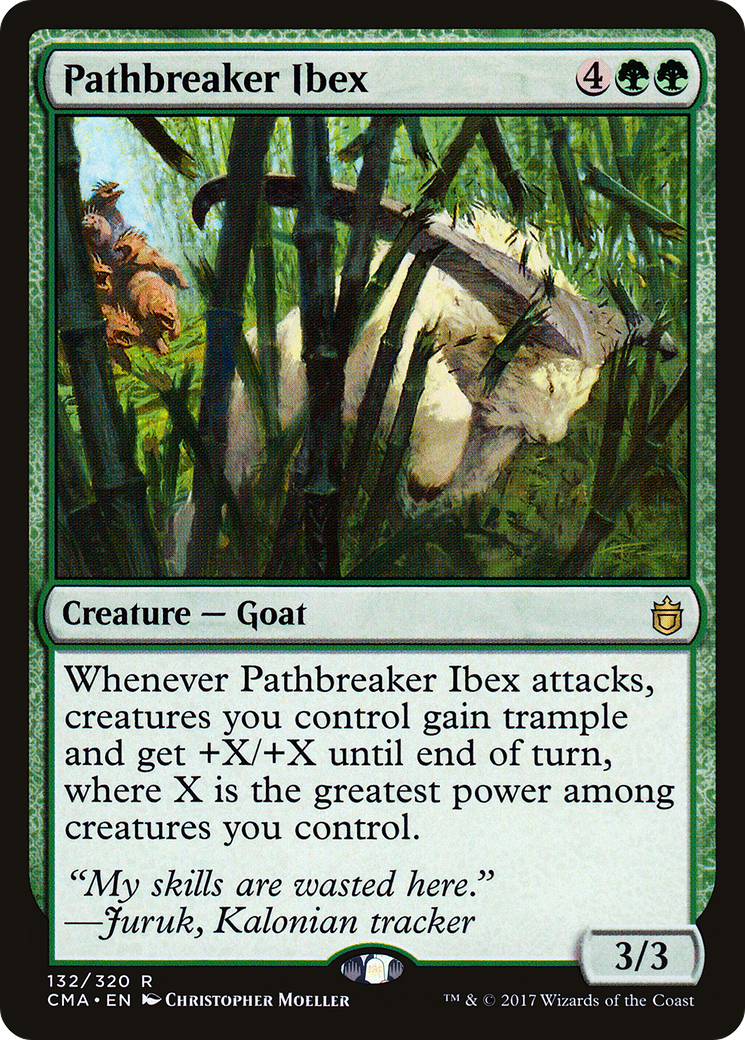 Pathbreaker Ibex 4
Creature — Goat
Whenever Pathbreaker Ibex attacks,
creatures you control gain trample
and get +X/+X until end of turn,
where X is the greatest power among
creatures you control.
“My skills are wasted here.”
—Juruk, Kalonian tracker
3/3
132/320 R
CMA • EN Christopher Moeller
™ & © 2017 Wizards of the Coast